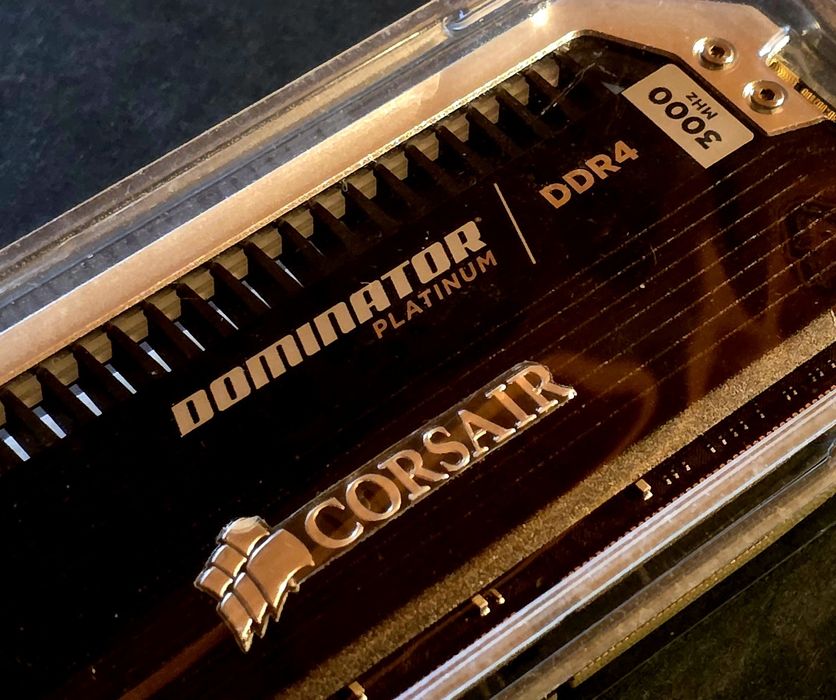 3000
MHz
DOMINATOR®
PLATINUM
DDR4
CORSAIR